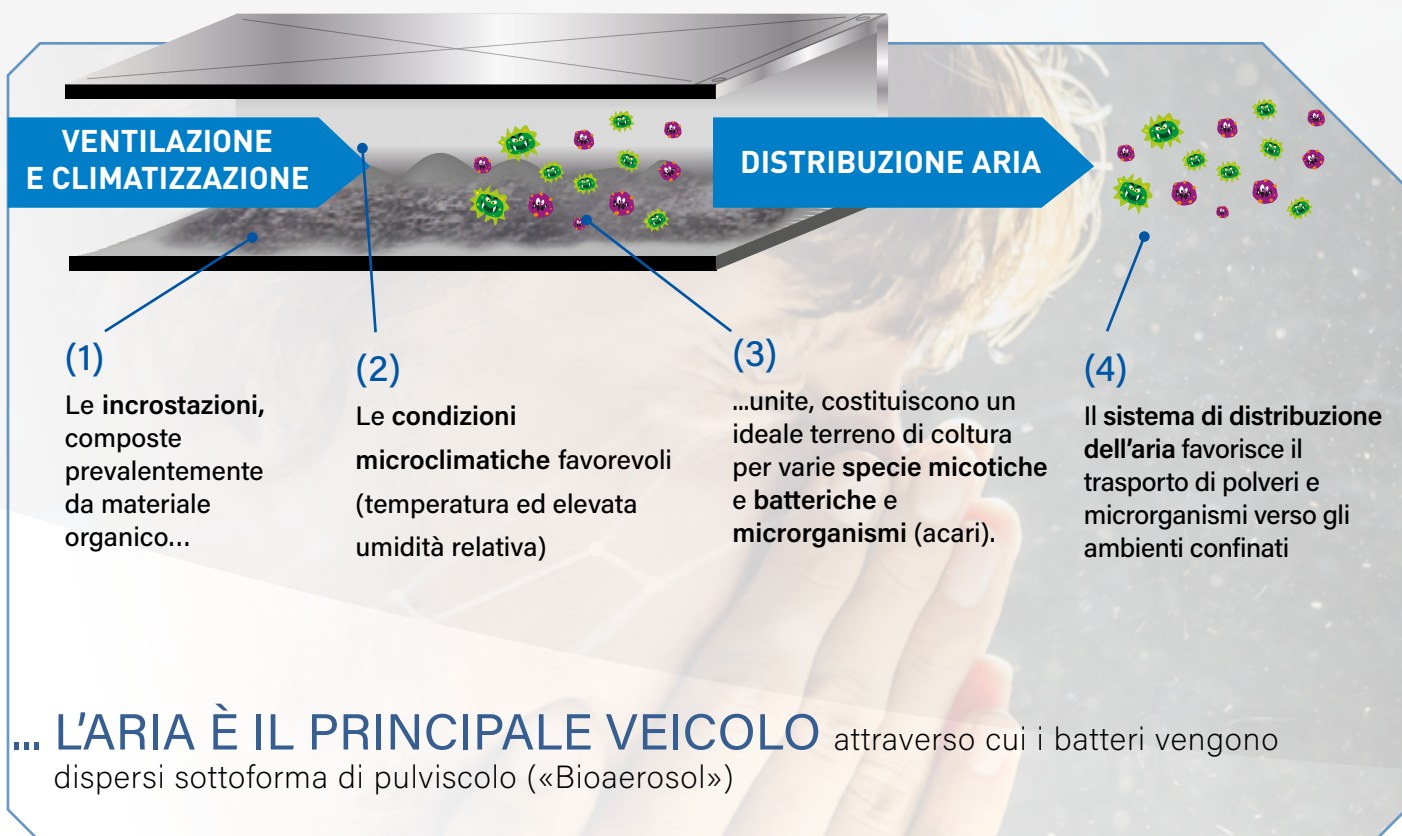 VENTILAZIONE
E CLIMATIZZAZIONE
DISTRIBUZIONE ARIA
(1)
Le incrostazioni,
composte
prevalentemente
da materiale
organico...
(2)
Le condizioni
microclimatiche favorevoli
(temperatura ed elevata
umidità relativa)
(3)
...unite, costituiscono un
ideale terreno di coltura
per varie specie micotiche
e batteriche e
microrganismi (acari).
(4)
Il sistema di distribuzione
dell'aria favorisce il
trasporto di polveri e
microrganismi verso gli
ambienti confinati
... L'ARIA È IL PRINCIPALE VEICOLO attraverso cui i batteri vengono
dispersi sottoforma di pulviscolo («Bioaerosol»)